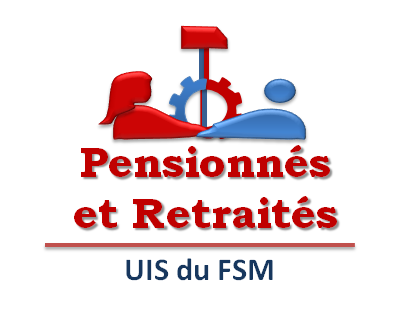 Pensionnés
et Retraités
UIS du FSM